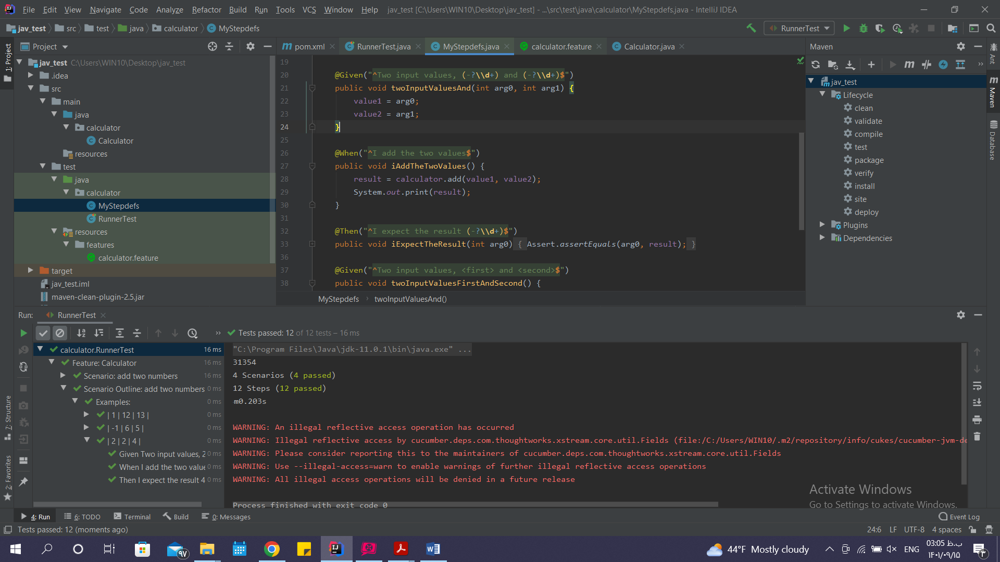 File Edit View Navigate Code Analyze Refactor Build Run Tools VCS Window Help jav_test [C:\Users\WIN10\Desktop\jav_test] - ...\src\test\java\calculator\MyStepdefs.java - IntelliJ IDEA
jav_test src test java calculator MyStepdefs
RunnerTest
1: Project
Project
pom.xml RunnerTest.java MyStepdefs.java calculator.feature Calculator.java
Maven
jav_test C:\Users\WIN10\Desktop\jav_test
.idea
src
main
java
calculator
Calculator
resources
test
java
calculator
MyStepdefs
RunnerTest
resources
features
calculator.feature
target
jav_test.iml
maven-clean-plugin-2.5.jar
19
20 @Given("^Two input values, (-?\\d+) and (-?\\d+)$")
21 public void twoInputValuesAnd(int arg0, int arg1) {
22 value1 = arg0;
23 value2 = arg1;
24 }
25
26 @When("^I add the two values$")
27 public void iAddTheTwoValues() {
28 result = calculator.add(value1, value2);
29 System.out.print(result);
30 }
31
32 @Then("^I expect the result (-?\\d+)$")
33 public void iExpectTheResult(int arg0) { Assert.assertEquals(arg0, result); }
36
37 @Given("^Two input values, <first> and <second>$")
38 public void twoInputValuesFirstAndSecond() {
MyStepdefs › twoInputValuesAnd()
jav_test
Lifecycle
clean
validate
compile
test
package
verify
install
site
deploy
Plugins
Dependencies
Ant
Maven
Database
Run: RunnerTest
Tests passed: 12 of 12 tests – 16 ms
calculator.RunnerTest 16 ms
Feature: Calculator 16 ms
Scenario: add two numbers 16 ms
Scenario Outline: add two numbers 0 ms
Examples: 0 ms
| 1 | 12 | 13 | 0 ms
| -1 | 6 | 5 | 0 ms
| 2 | 2 | 4 | 0 ms
Given Two input values, 2 0 ms
When I add the two value 0 ms
Then I expect the result 4 0 ms
"C:\Program Files\Java\jdk-11.0.1\bin\java.exe" ...
31354
4 Scenarios (4 passed)
12 Steps (12 passed)
m0.203s
WARNING: An illegal reflective access operation has occurred
WARNING: Illegal reflective access by cucumber.deps.com.thoughtworks.xstream.core.util.Fields (file:/C:/Users/WIN10/.m2/repository/info/cukes/cucumber-jvm-de
WARNING: Please consider reporting this to the maintainers of cucumber.deps.com.thoughtworks.xstream.core.util.Fields
WARNING: Use --illegal-access=warn to enable warnings of further illegal reflective access operations
WARNING: All illegal access operations will be denied in a future release
Process finished with exit code 0
Activate Windows
Go to Settings to activate Windows.
7: Structure
2: Favorites
4: Run 6: TODO Terminal Build 0: Messages Event Log
Tests passed: 12 (moments ago) 24:6 LF UTF-8 4 spaces
۹۷
44°F Mostly cloudy ENG
03:05 ب.ظ
۱۴۰۱/۰۹/۱۵
۳